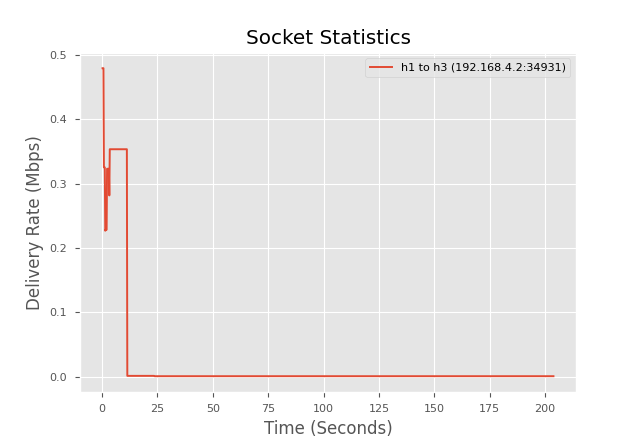 Socket Statistics
h1 to h3 (192.168.4.2:34931)
Delivery Rate (Mbps)
0.5
0.4
0.3
0.2
0.1
0.0
0 25 50 75 100 125 150 175 200
Time (Seconds)